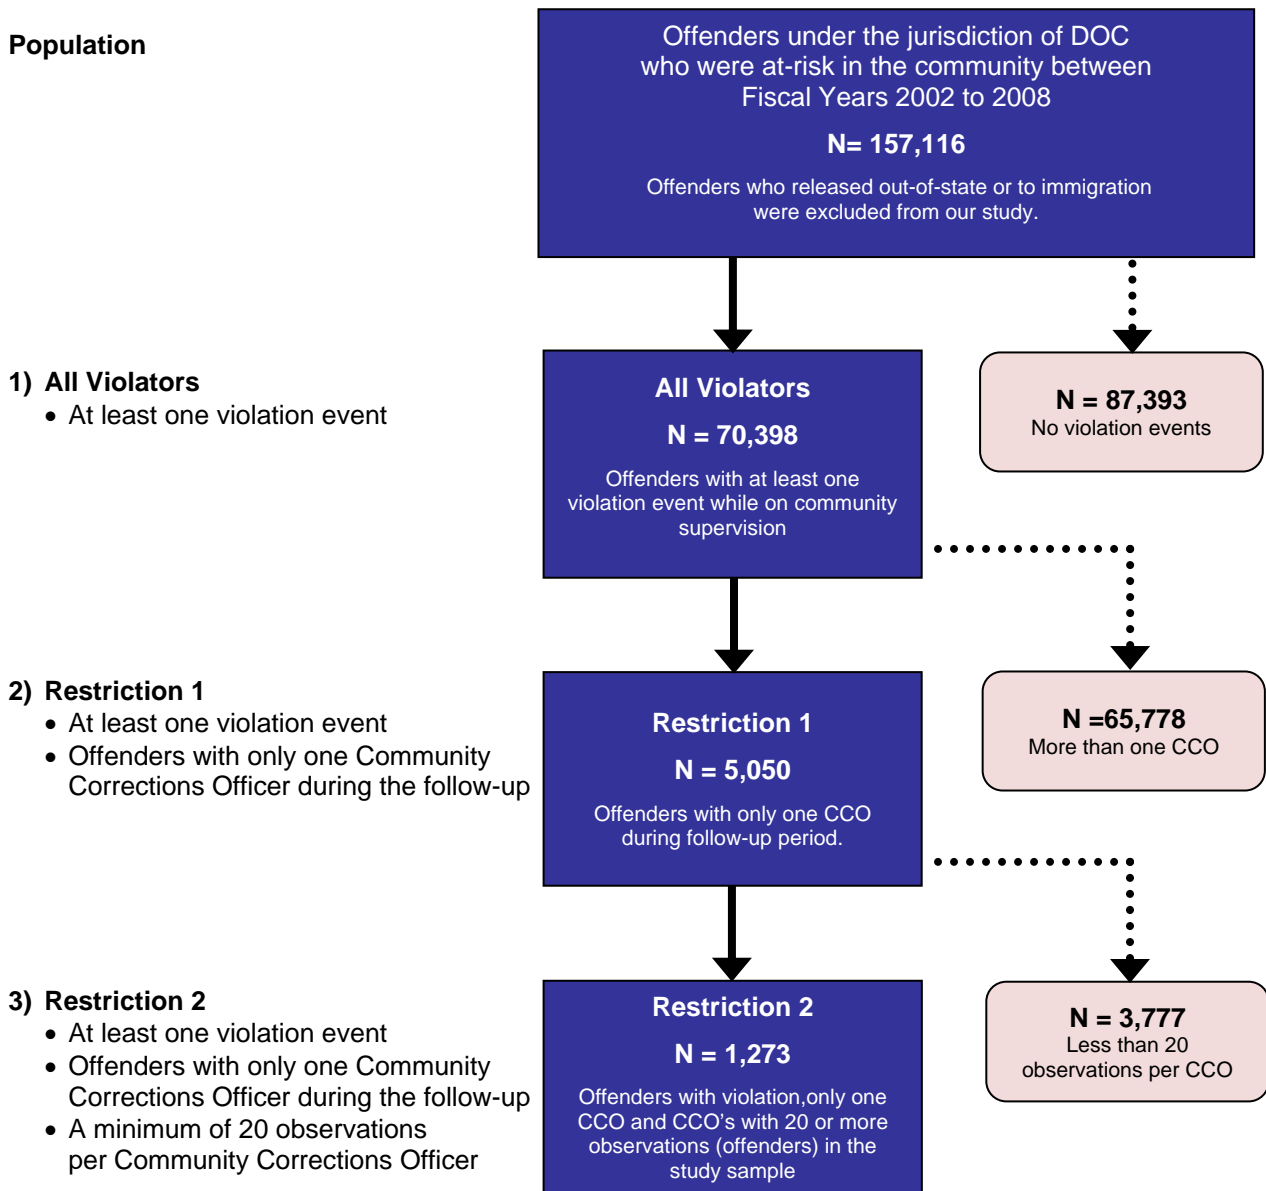 Population
Offenders under the jurisdiction of DOC
who were at-risk in the community between
Fiscal Years 2002 to 2008
N= 157,116
Offenders who released out-of-state or to immigration
were excluded from our study.
1) All Violators
• At least one violation event
All Violators
N = 70,398
Offenders with at least one
violation event while on community
supervision
N = 87,393
No violation events
2) Restriction 1
• At least one violation event
• Offenders with only one Community
Corrections Officer during the follow-up
Restriction 1
N = 5,050
Offenders with only one CCO
during follow-up period.
N =65,778
More than one CCO
3) Restriction 2
• At least one violation event
• Offenders with only one Community
Corrections Officer during the follow-up
• A minimum of 20 observations
per Community Corrections Officer
Restriction 2
N = 1,273
Offenders with violation,only one
CCO and CCO's with 20 or more
observations (offenders) in the
study sample
N = 3,777
Less than 20
observations per CCO